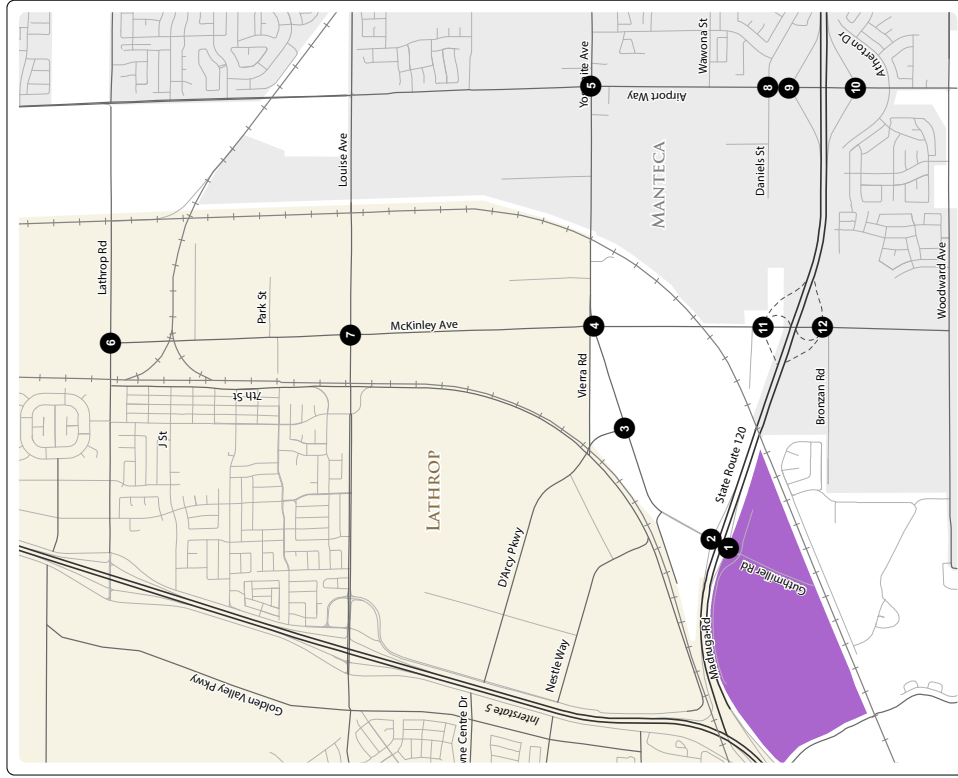 Wawona St
Atherton Dr
Yosemite Ave
5
Airport Way
8
9
10
Louise Ave
Daniels St
MANTECA
Lathrop Rd
Park St
McKinley Ave
Woodward Ave
6
7
4
11
12
Vierra Rd
Bronzan Rd
7th St
J St
3
State Route 120
LATHROP
2
1
D'Arcy Pkwy
Guthmiller Rd
Madruga Rd
Nestle Way
Golden Valley Pkwy
Interstate 5
wne Centre Dr